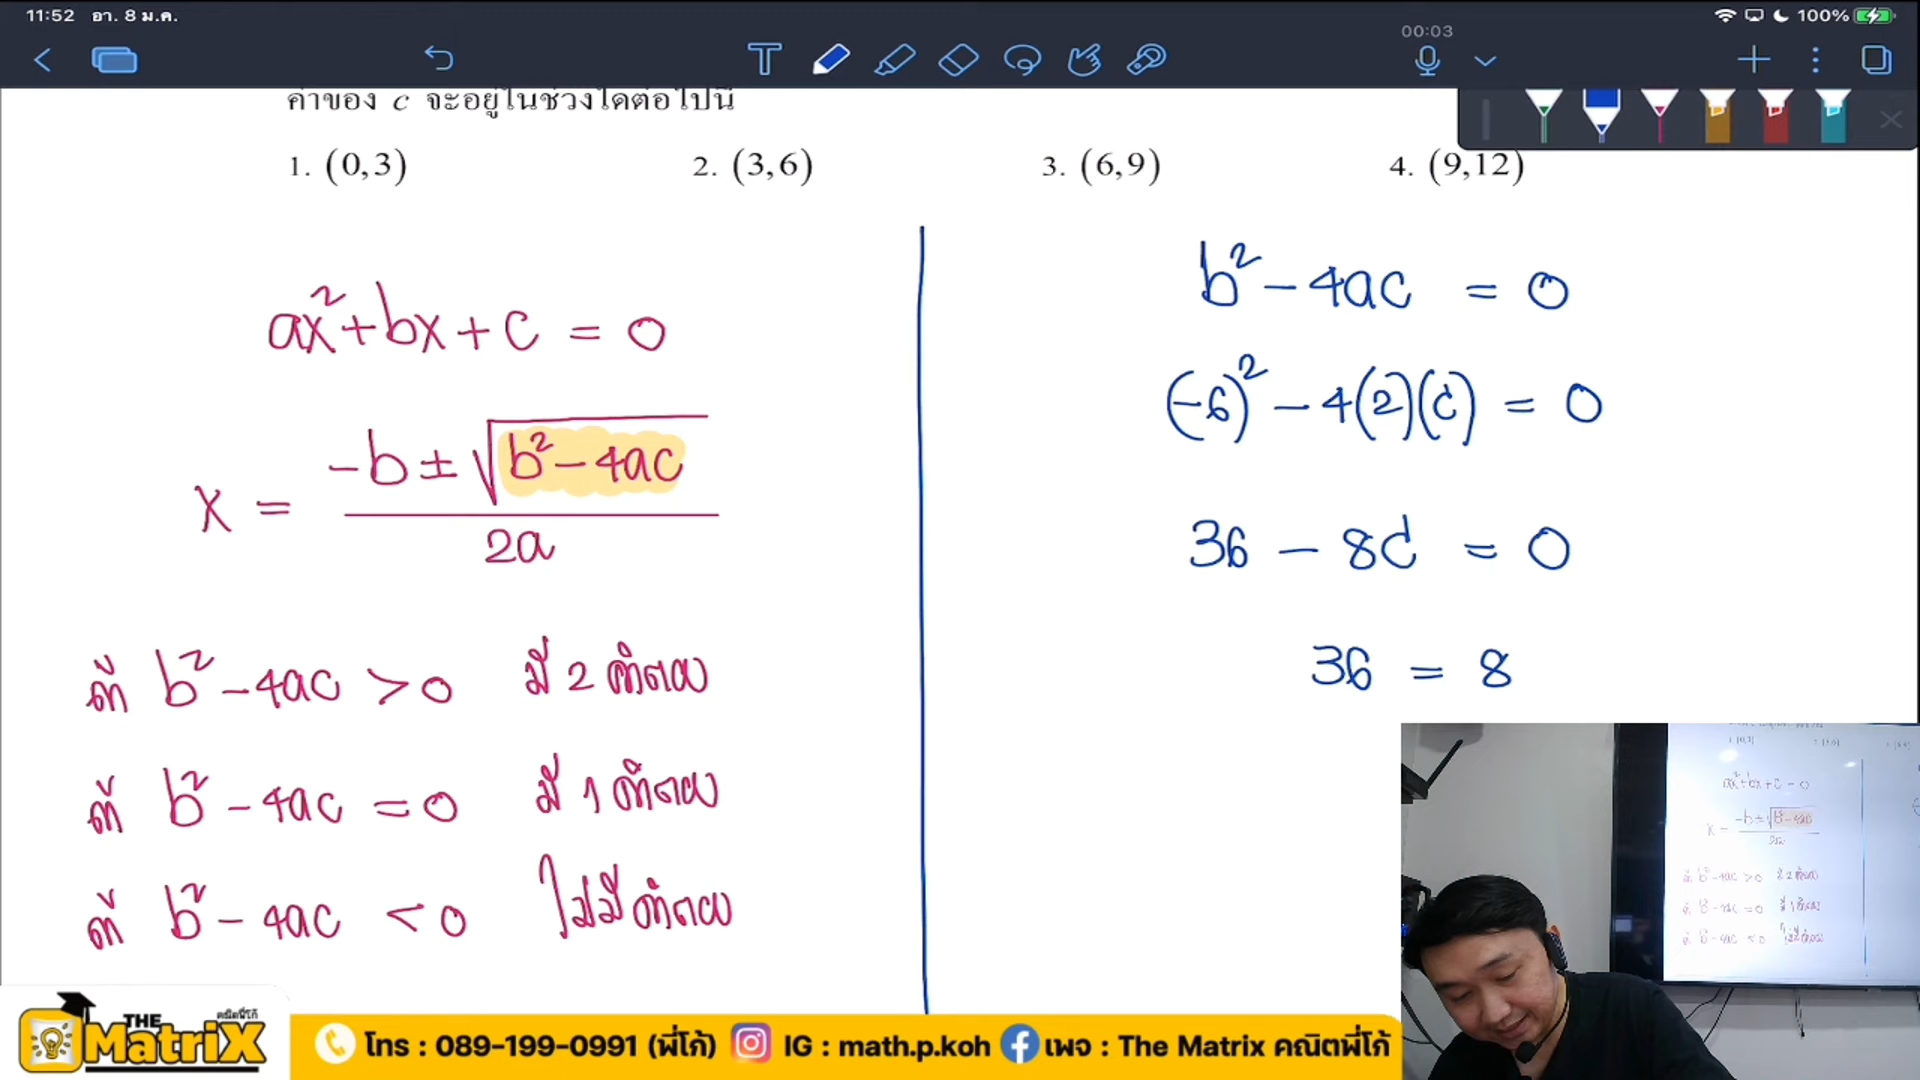 11:52 อา. 8 ม.ค.
100%
00:03
ค่าของ c จะอยู่ในช่วงใดต่อไปนี้
1. (0,3) 2. (3,6) 3. (6,9) 4. (9,12)
ax²+bx+c = 0
x = (-b ± √(b²-4ac)) / 2a
ถ้า b²-4ac > 0 มี 2 คำตอบ
ถ้า b²-4ac = 0 มี 1 คำตอบ
ถ้า b²-4ac < 0 ไม่มีคำตอบ
b²-4ac = 0
(-6)²-4(2)(c) = 0
36 - 8c = 0
36 = 8
THE MatriX คณิตพี่โก้
โทร : 089-199-0991 (พี่โก้) IG : math.p.koh เพจ : The Matrix คณิตพี่โก้